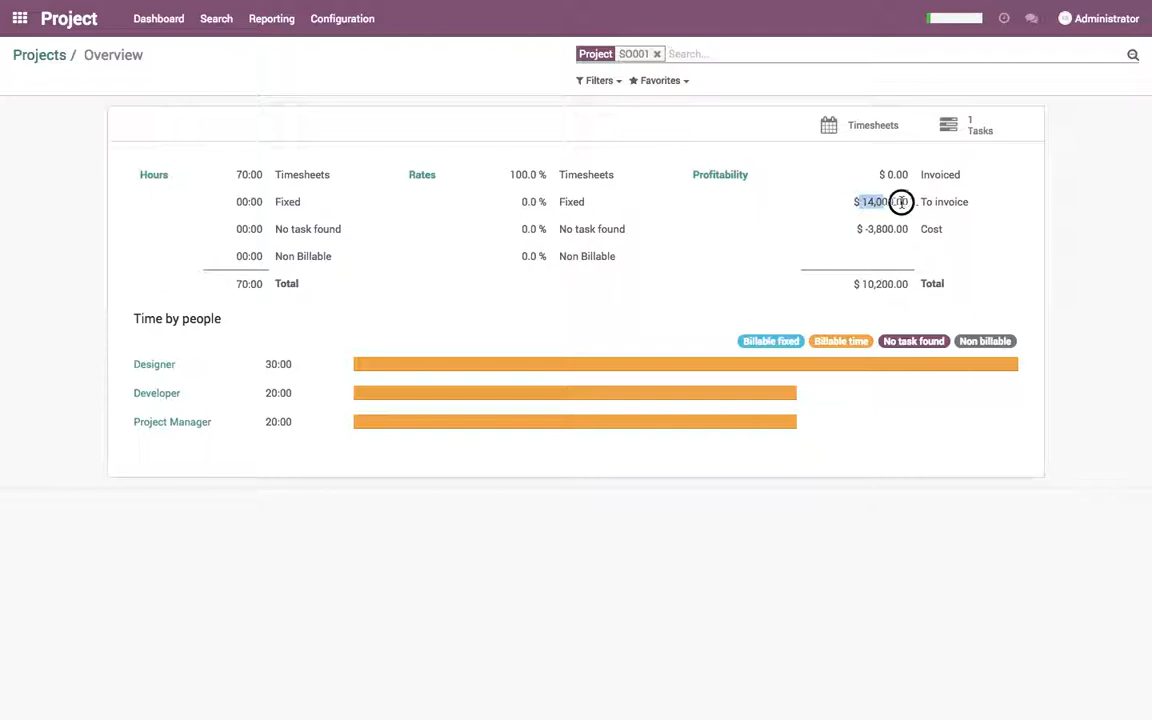 Project Dashboard Search Reporting Configuration Administrator
Projects / Overview Project SO001 × Search...
Filters Favorites
Timesheets 1 Tasks
Hours 70:00 Timesheets Rates 100.0 % Timesheets Profitability $ 0.00 Invoiced
00:00 Fixed 0.0 % Fixed $ 14,000.00 To invoice
00:00 No task found 0.0 % No task found $ -3,800.00 Cost
00:00 Non Billable 0.0 % Non Billable
70:00 Total $ 10,200.00 Total
Time by people
Billable fixed Billable time No task found Non billable
Designer 30:00
Developer 20:00
Project Manager 20:00